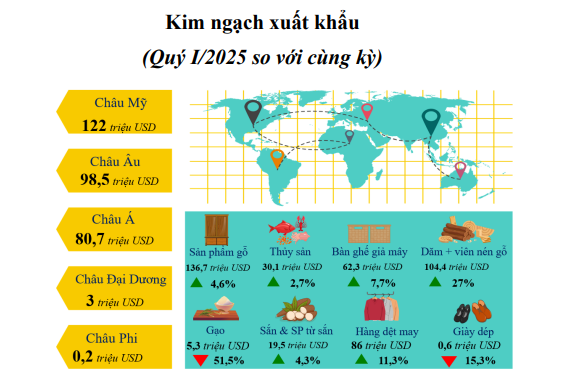 Kim ngạch xuất khẩu
(Quý I/2025 so với cùng kỳ)
Châu Mỹ
122 triệu USD
Châu Âu
98,5 triệu USD
Châu Á
80,7 triệu USD
Châu Đại Dương
3 triệu USD
Châu Phi
0,2 triệu USD
Sản phẩm gỗ
136,7 triệu USD
4,6%
Thủy sản
30,1 triệu USD
2,7%
Bàn ghế giả mây
62,3 triệu USD
7,7%
Dăm + viên nén gỗ
104,4 triệu USD
27%
Gạo
5,3 triệu USD
51,5%
Sắn & SP từ sắn
19,5 triệu USD
4,3%
Hàng dệt may
86 triệu USD
11,3%
Giày dép
0,6 triệu USD
15,3%